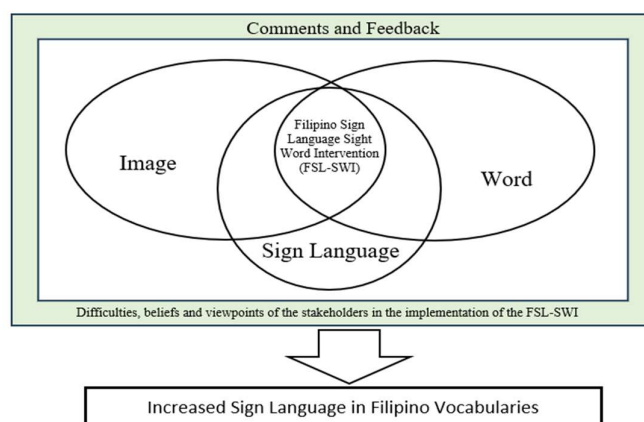 Comments and Feedback
Filipino Sign
Language Sight
Word Intervention
(FSL-SWI)
Image
Word
Sign Language
Difficulties, beliefs and viewpoints of the stakeholders in the implementation of the FSL-SWI
Increased Sign Language in Filipino Vocabularies